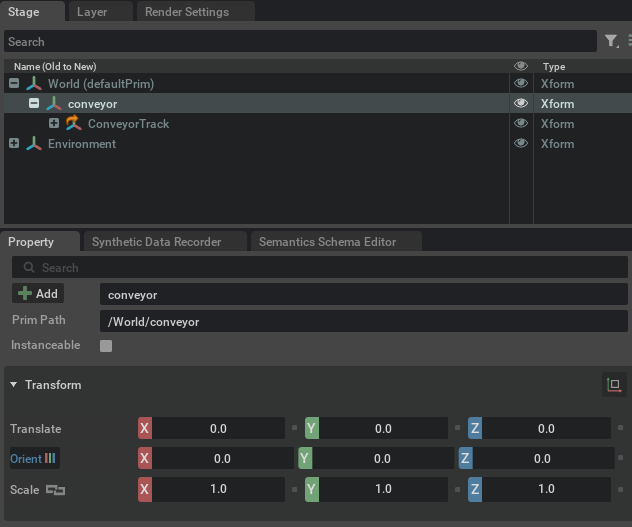 Stage Layer Render Settings
Search
Name (Old to New) Type
World (defaultPrim) Xform
conveyor Xform
ConveyorTrack Xform
Environment Xform
Property Synthetic Data Recorder Semantics Schema Editor
Search
Add conveyor
Prim Path /World/conveyor
Instanceable
Transform
Translate X 0.0 Y 0.0 Z 0.0
Orient X 0.0 Y 0.0 Z 0.0
Scale X 1.0 Y 1.0 Z 1.0